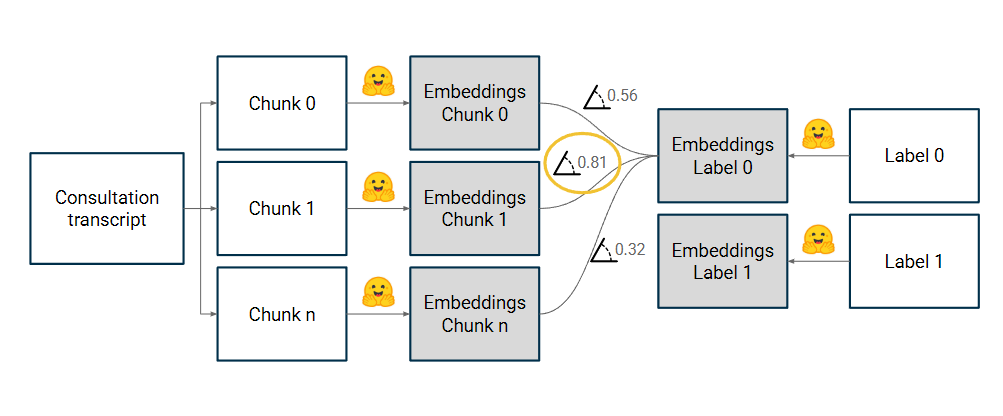 Consultation
transcript
Chunk 0
Chunk 1
Chunk n
Embeddings
Chunk 0
Embeddings
Chunk 1
Embeddings
Chunk n
0.56
0.81
0.32
Embeddings
Label 0
Embeddings
Label 1
Label 0
Label 1